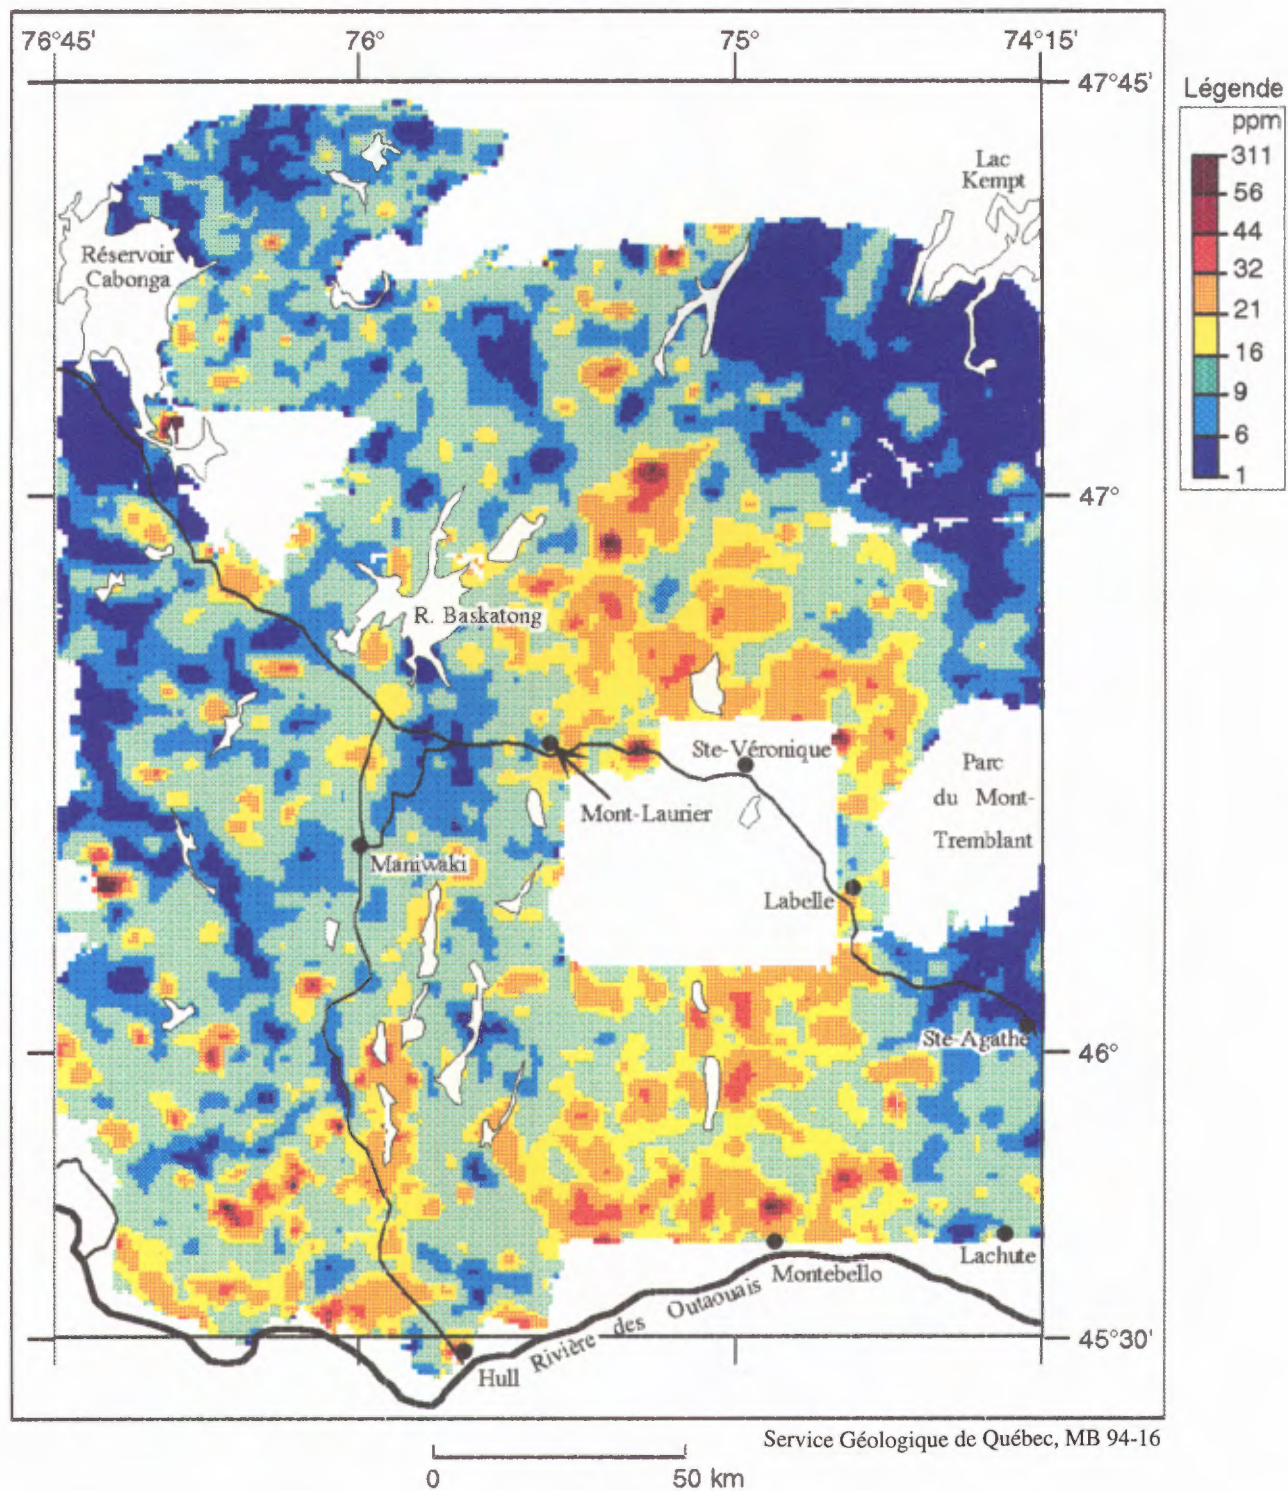 76°45'
76°
75°
74°15'
47°45'
Légende
ppm
311
56
44
32
21
16
9
6
1
Lac
Kempt
Réservoir
Cabonga
47°
R. Baskatong
Ste-Véronique
Mont-Laurier
Parc
du Mont-
Tremblant
Maniwaki
Labelle
Ste-Agathe
46°
Lachute
Montebello
Rivière des Outaouais
45°30'
Hull
Service Géologique de Québec, MB 94-16
0
50 km